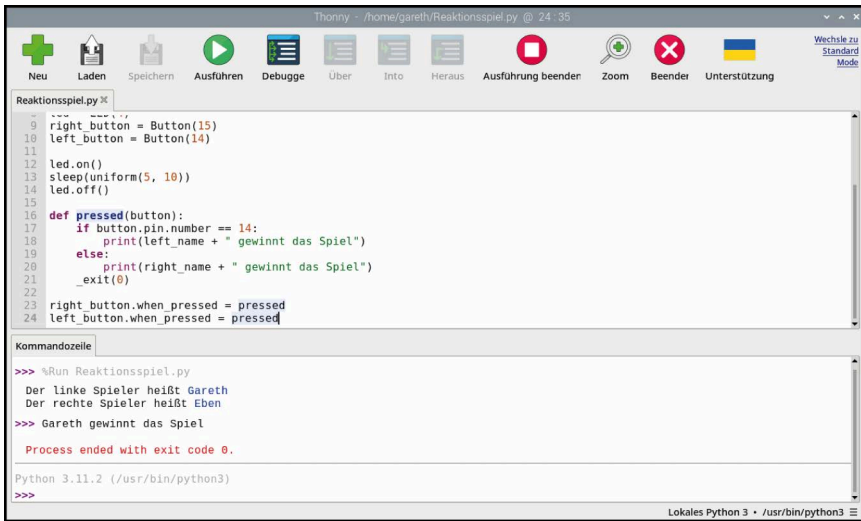 Thonny - /home/gareth/Reaktionsspiel.py @ 24:35
Neu Laden Speichern Ausführen Debugge Über Into Heraus Ausführung beenden Zoom Beenden Unterstützung
Wechsle zu
Standard
Mode
Reaktionsspiel.py
9 right_button = Button(15)
10 left_button = Button(14)
11
12 led.on()
13 sleep(uniform(5, 10))
14 led.off()
15
16 def pressed(button):
17 if button.pin.number == 14:
18 print(left_name + " gewinnt das Spiel")
19 else:
20 print(right_name + " gewinnt das Spiel")
21 _exit(0)
22
23 right_button.when_pressed = pressed
24 left_button.when_pressed = pressed
Kommandozeile
>>> %Run Reaktionsspiel.py
Der linke Spieler heißt Gareth
Der rechte Spieler heißt Eben
>>> Gareth gewinnt das Spiel
Process ended with exit code 0.
Python 3.11.2 (/usr/bin/python3)
>>>
Lokales Python 3 • /usr/bin/python3 ☰